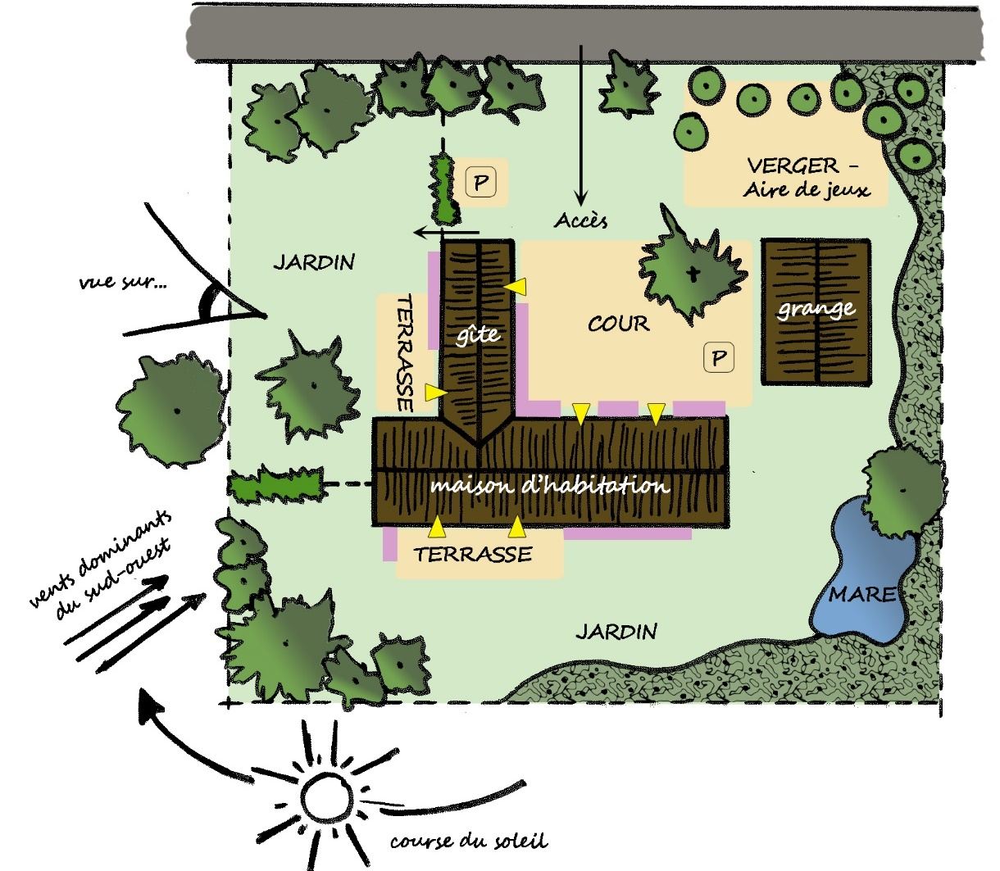 VERGER -
Aire de jeux
P
Accès
JARDIN
vue sur...
TERRASSE
gîte
COUR
grange
P
maison d'habitation
vents dominants
du sud-ouest
TERRASSE
MARE
JARDIN
course du soleil